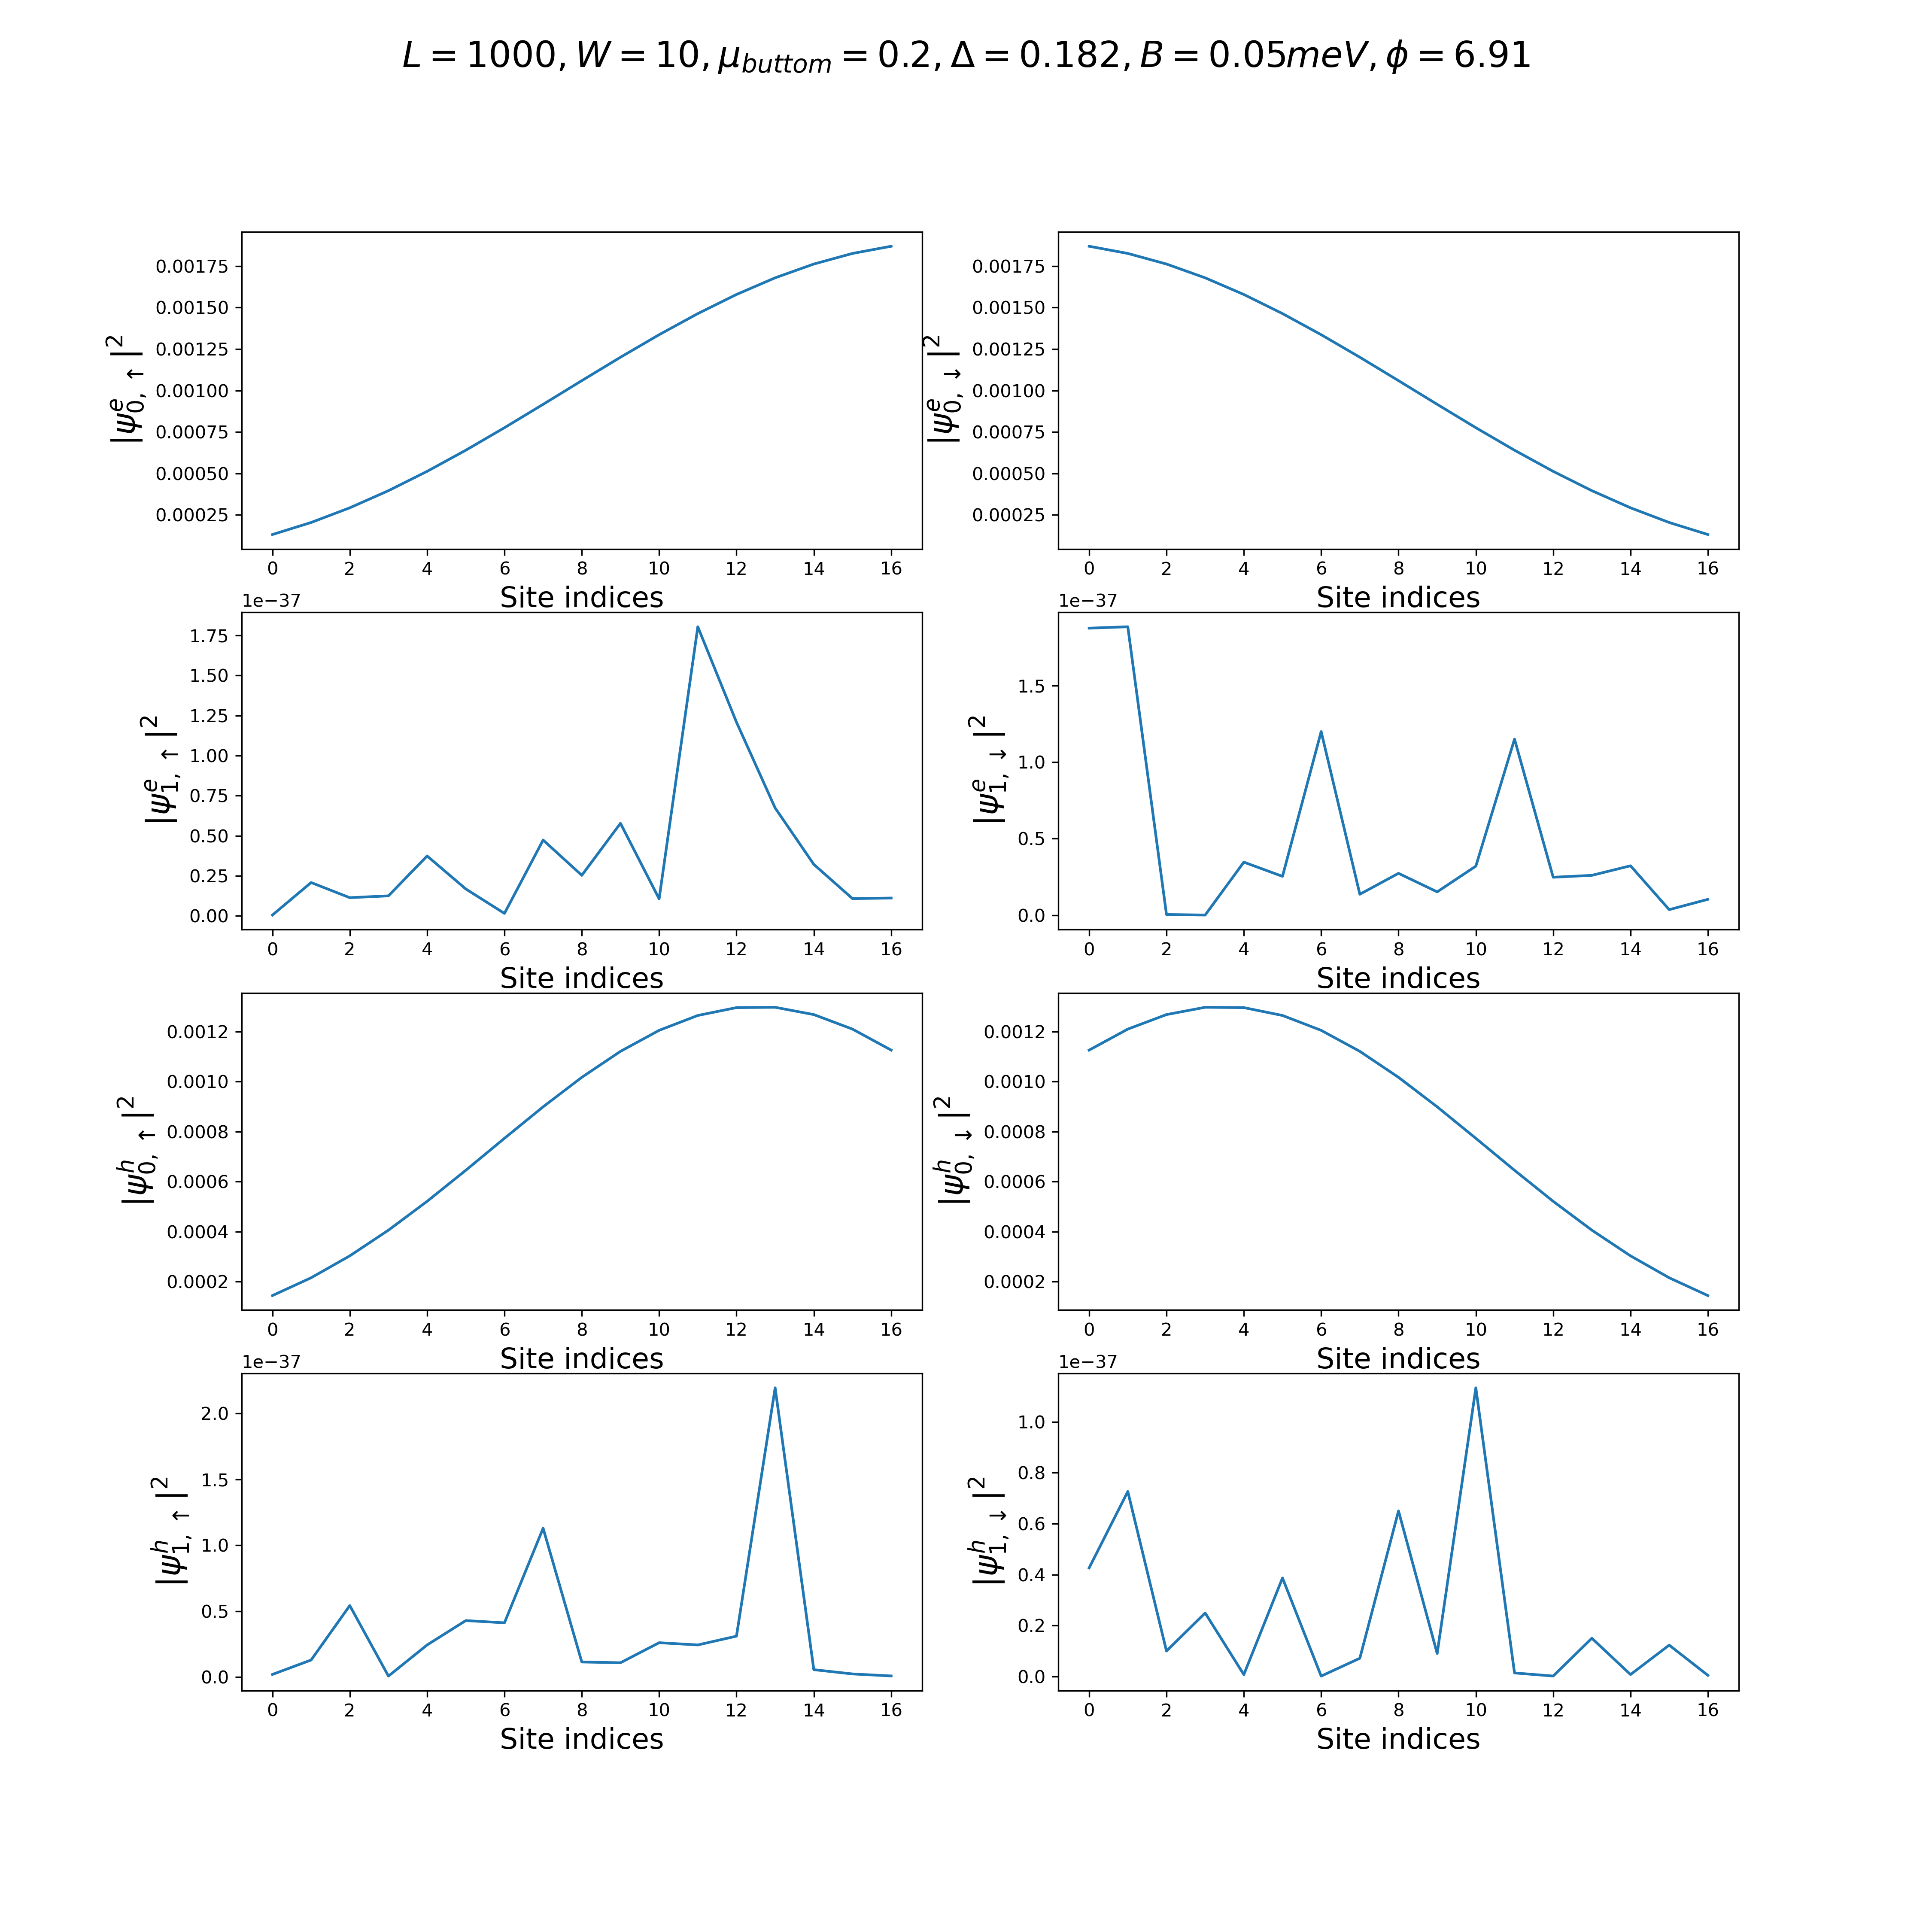 L = 1000, W = 10, μ_buttom = 0.2, Δ = 0.182, B = 0.05meV, ϕ = 6.91
|ψ^e_{0,↑}|^2
0.00175
0.00150
0.00125
0.00100
0.00075
0.00050
0.00025
0 2 4 6 8 10 12 14 16
Site indices
|ψ^e_{0,↓}|^2
0.00175
0.00150
0.00125
0.00100
0.00075
0.00050
0.00025
0 2 4 6 8 10 12 14 16
Site indices
1e−37
|ψ^e_{1,↑}|^2
1.75
1.50
1.25
1.00
0.75
0.50
0.25
0.00
0 2 4 6 8 10 12 14 16
Site indices
1e−37
|ψ^e_{1,↓}|^2
1.5
1.0
0.5
0.0
0 2 4 6 8 10 12 14 16
Site indices
|ψ^h_{0,↑}|^2
0.0012
0.0010
0.0008
0.0006
0.0004
0.0002
0 2 4 6 8 10 12 14 16
Site indices
|ψ^h_{0,↓}|^2
0.0012
0.0010
0.0008
0.0006
0.0004
0.0002
0 2 4 6 8 10 12 14 16
Site indices
1e−37
|ψ^h_{1,↑}|^2
2.0
1.5
1.0
0.5
0.0
0 2 4 6 8 10 12 14 16
Site indices
1e−37
|ψ^h_{1,↓}|^2
1.0
0.8
0.6
0.4
0.2
0.0
0 2 4 6 8 10 12 14 16
Site indices